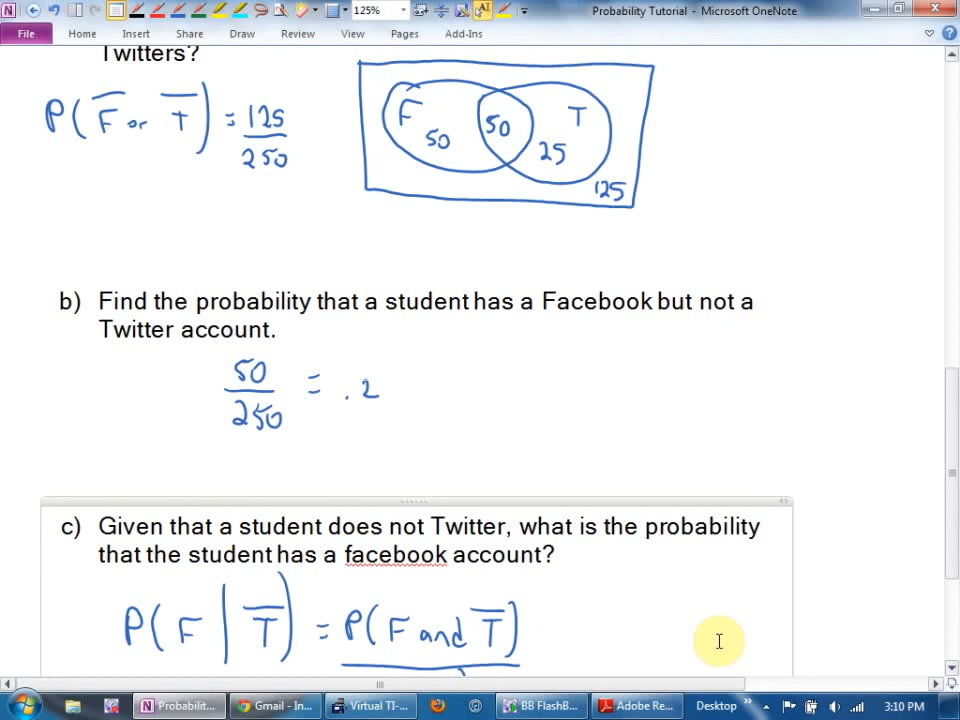 125%
Probability Tutorial - Microsoft OneNote
File Home Insert Share Draw Review View Pages Add-Ins
Twitters?
P( F̅ or T̅ ) = 125/250
F 50 50 T 25 125
b) Find the probability that a student has a Facebook but not a
Twitter account.
50/250 = .2
c) Given that a student does not Twitter, what is the probability
that the student has a facebook account?
P( F | T̅ ) = P( F and T̅ )
Probabilit... Gmail - In... Virtual TI-... BB FlashB... Adobe Re... Desktop 3:10 PM